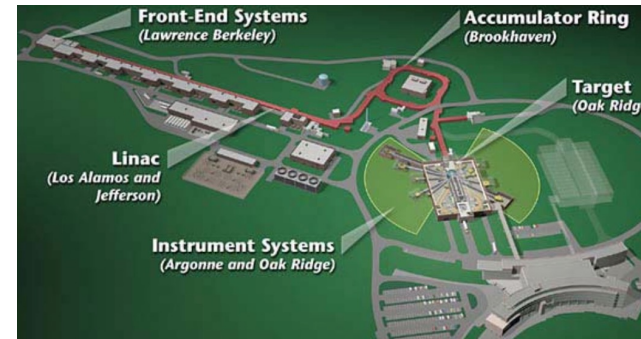 Front-End Systems
(Lawrence Berkeley)
Accumulator Ring
(Brookhaven)
Target
(Oak Ridge
Linac
(Los Alamos and
Jefferson)
Instrument Systems
(Argonne and Oak Ridge)